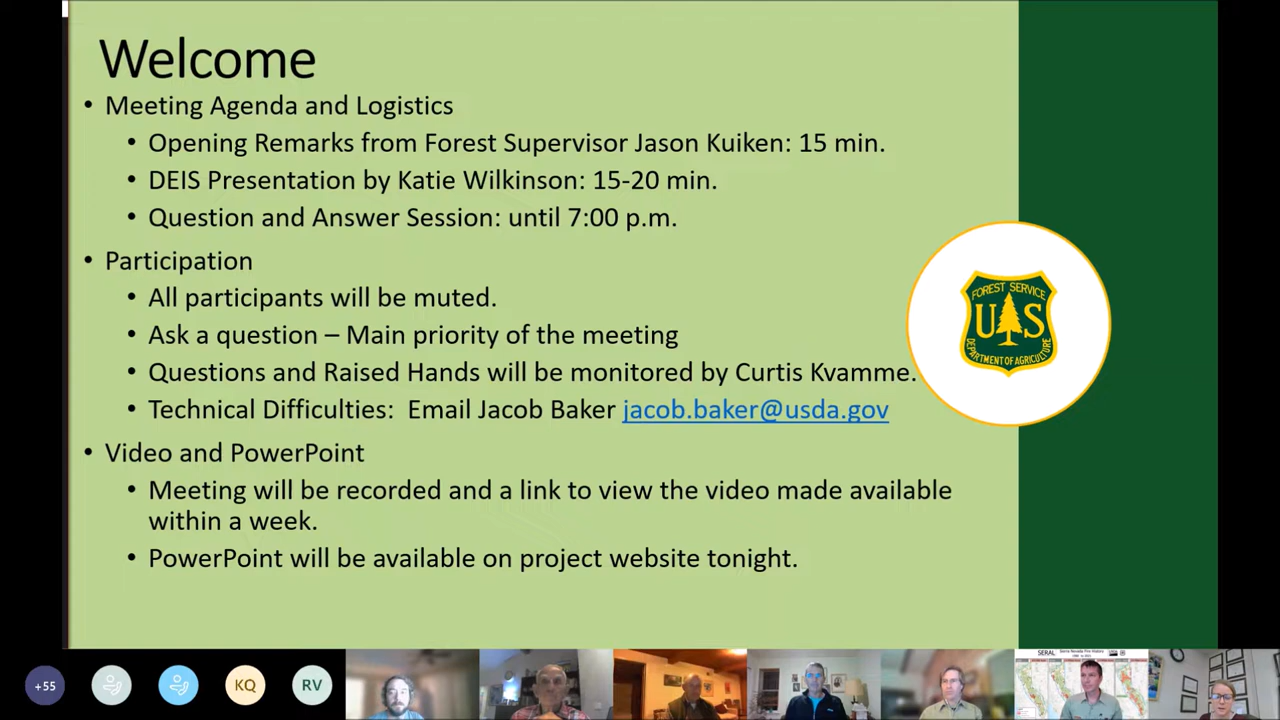 Welcome
• Meeting Agenda and Logistics
• Opening Remarks from Forest Supervisor Jason Kuiken: 15 min.
• DEIS Presentation by Katie Wilkinson: 15-20 min.
• Question and Answer Session: until 7:00 p.m.
• Participation
• All participants will be muted.
• Ask a question – Main priority of the meeting
• Questions and Raised Hands will be monitored by Curtis Kvamme.
• Technical Difficulties:  Email Jacob Baker jacob.baker@usda.gov
• Video and PowerPoint
• Meeting will be recorded and a link to view the video made available
within a week.
• PowerPoint will be available on project website tonight.
FOREST SERVICE
U S
DEPARTMENT OF AGRICULTURE
+55
KQ
RV
SERAL